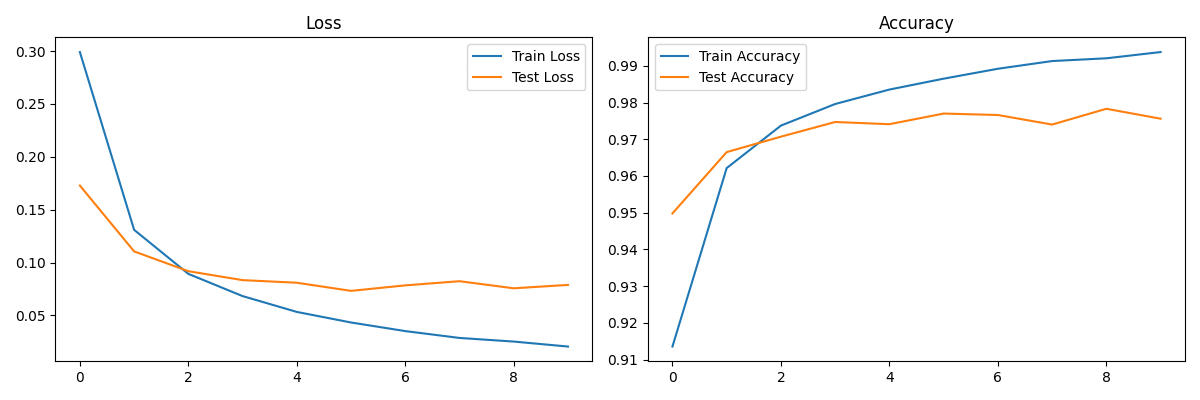 Loss
0.30
0.25
0.20
0.15
0.10
0.05
0 2 4 6 8
Train Loss
Test Loss
Accuracy
0.99
0.98
0.97
0.96
0.95
0.94
0.93
0.92
0.91
0 2 4 6 8
Train Accuracy
Test Accuracy